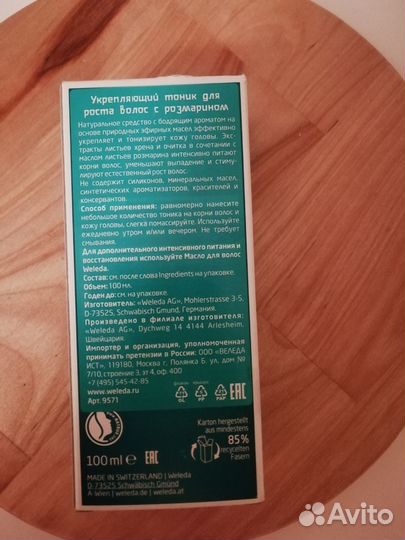 Укрепляющий тоник для
роста волос с розмарином
Натуральное средство с бодрящим ароматом на
основе природных эфирных масел эффективно
укрепляет и тонизирует кожу головы. Экс-
тракты листьев хрена и очитка в сочетании с
маслом листьев розмарина интенсивно питают
корни волос, уменьшают выпадение и стиму-
лируют естественный рост волос.
Не содержит силиконов, минеральных масел,
синтетических ароматизаторов, красителей и
консервантов.
Способ применения: равномерно нанесите
небольшое количество тоника на корни волос и
кожу головы, слегка помассируйте. Используйте
ежедневно утром и/или вечером. Не требует
смывания.
Для дополнительного интенсивного питания и
восстановления используйте Масло для волос
Weleda.
Состав: см. после слова Ingredients на упаковке.
Объем: 100 мл.
Годен до: см. на упаковке.
Изготовитель: «Weleda AG», Mohlerstrasse 3-5,
D-73525, Schwäbisch Gmund, Германия.
Произведено в филиале изготовителя:
«Weleda AG», Dychweg 14 4144 Arlesheim,
Швейцария.
Импортер и организация, уполномоченная
принимать претензии в России: ООО «ВЕЛЕДА
ИСТ», 119180, Москва г, Полянка Б. ул, дом №
7/10, строение 3, эт 4, оф. 400
+7 (495) 545-42-85
www.weleda.ru
Арт. 9571
GL
PP
PAP
EAC
100 ml e EAC
Karton hergestellt
aus mindestens
85%
recycelten
Fasern
MADE IN SWITZERLAND | Weleda
D-73525 Schwäbisch Gmünd
A-Wien | weleda.de | weleda.at
Avito